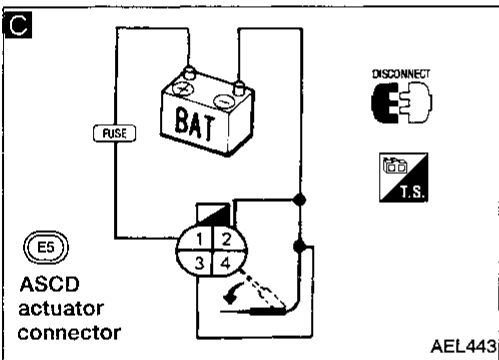 C
DISCONNECT
+ −
BAT
FUSE
T.S.
1 2
3 4
E5
ASCD
actuator
connector
AEL443